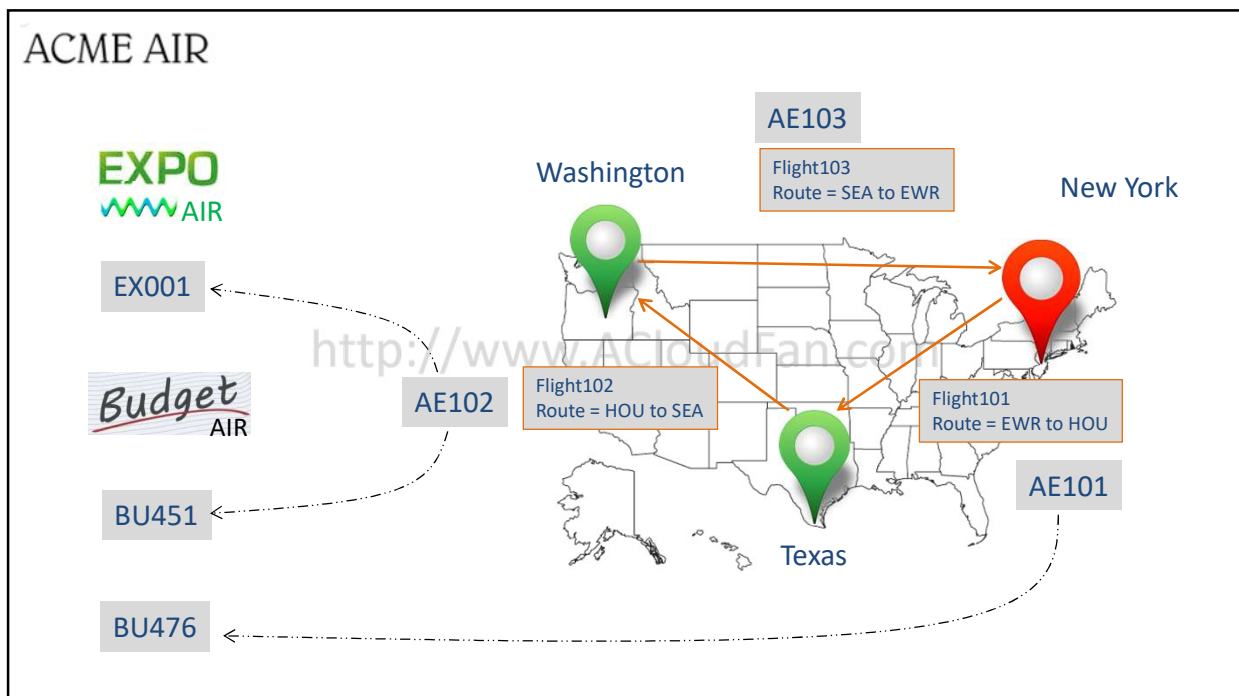 ACME AIR
EXPO
AIR
EX001
Budget
AIR
AE102
BU451
BU476
AE103
Flight103
Route = SEA to EWR
Washington
New York
http://www.ACloudFan.com
Flight102
Route = HOU to SEA
Flight101
Route = EWR to HOU
AE101
Texas